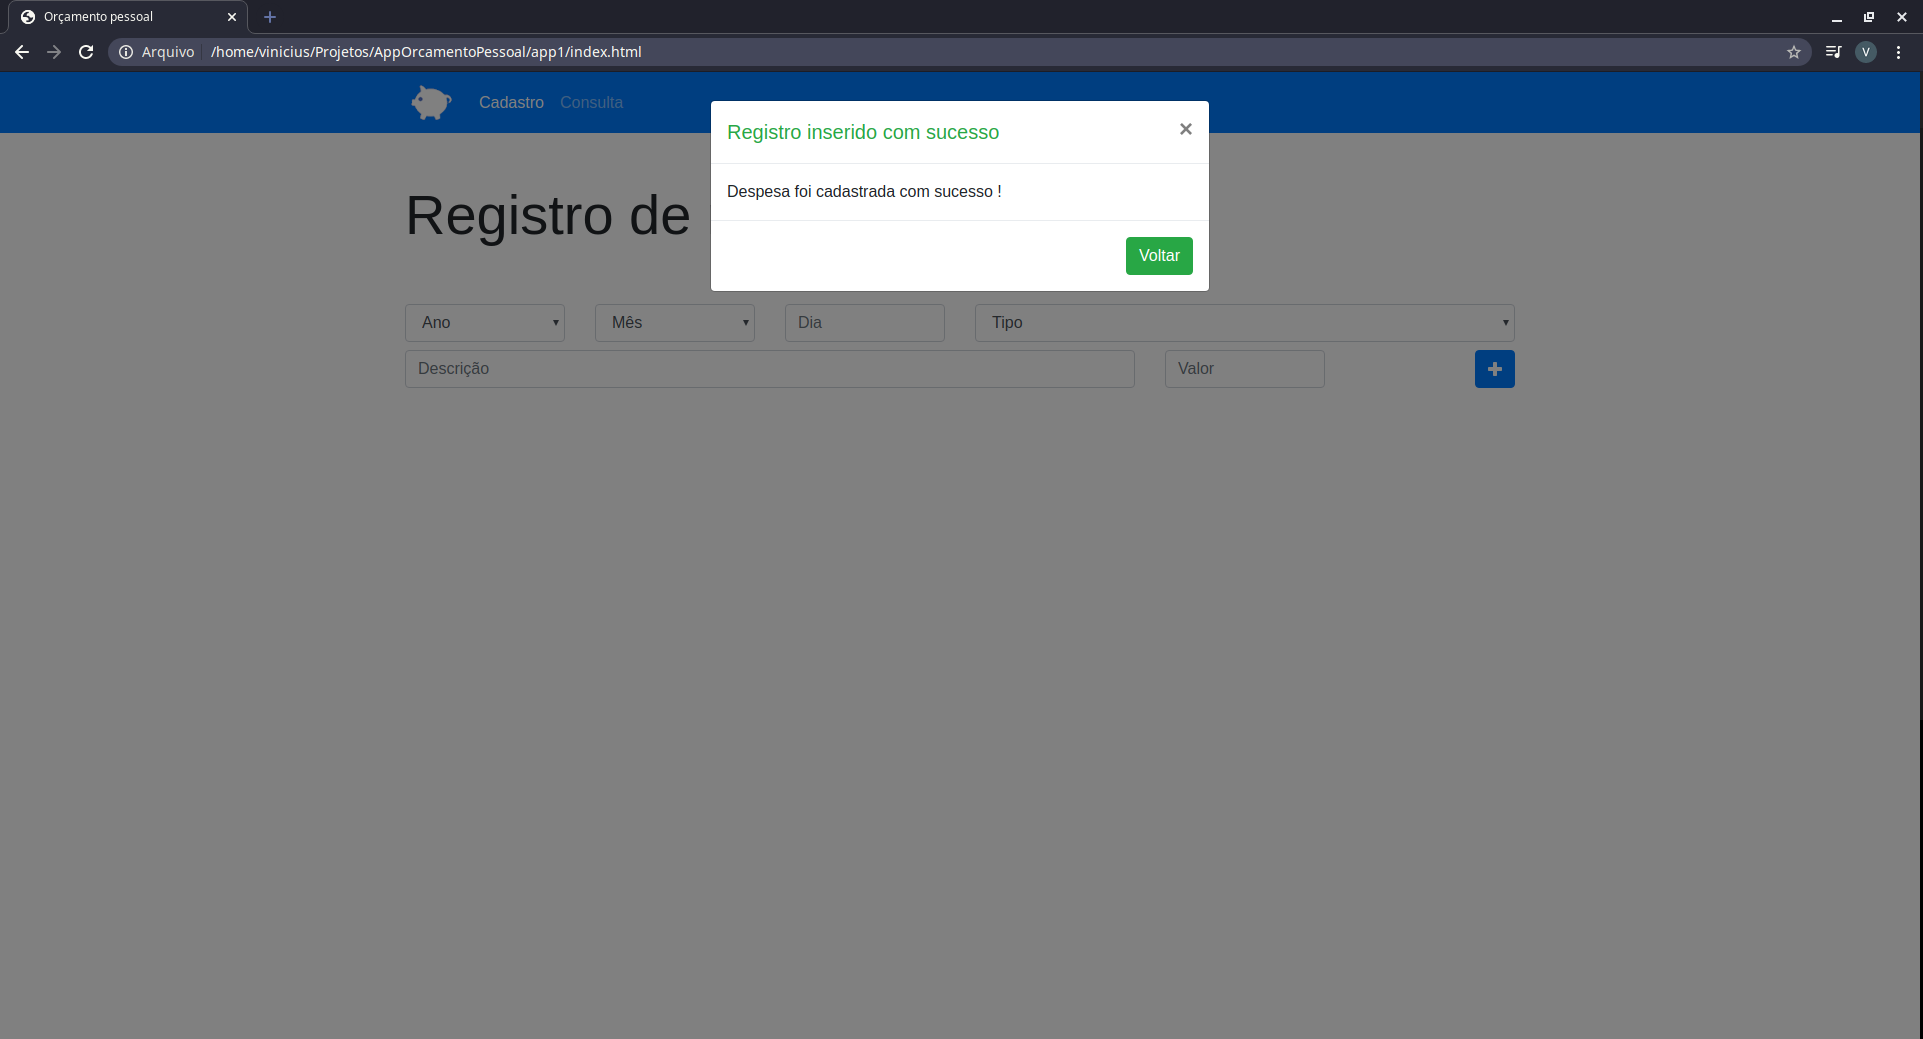 Orçamento pessoal
Arquivo /home/vinicius/Projetos/AppOrcamentoPessoal/app1/index.html
V
Cadastro Consulta
Registro inserido com sucesso ×
Despesa foi cadastrada com sucesso !
Voltar
Registro de
Ano Mês Dia Tipo
Descrição Valor